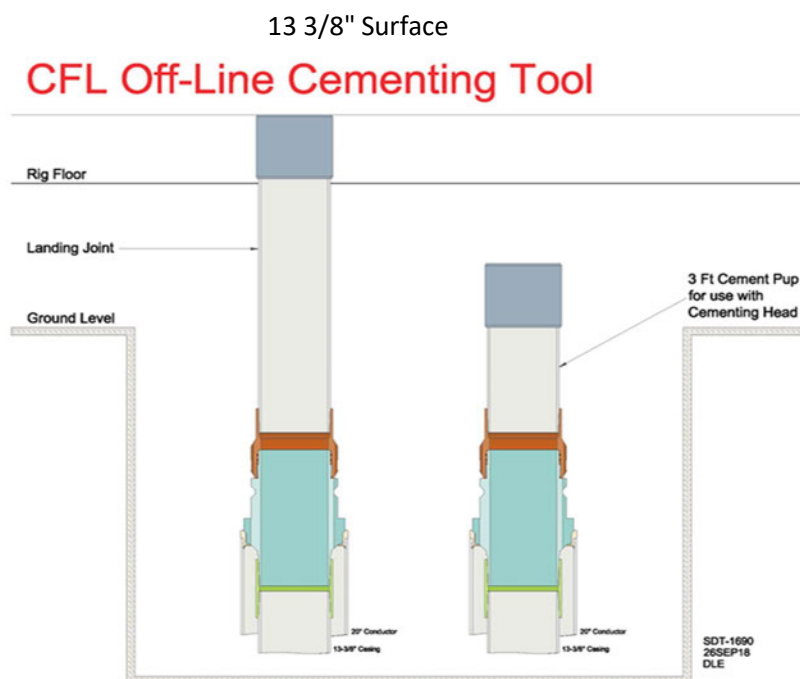 13 3/8" Surface
CFL Off-Line Cementing Tool
Rig Floor
Landing Joint
Ground Level
3 Ft Cement Pup
for use with
Cementing Head
20" Conductor
13-3/8" Casing
20" Conductor
13-3/8" Casing
SDT-1690
26SEP18
DLE